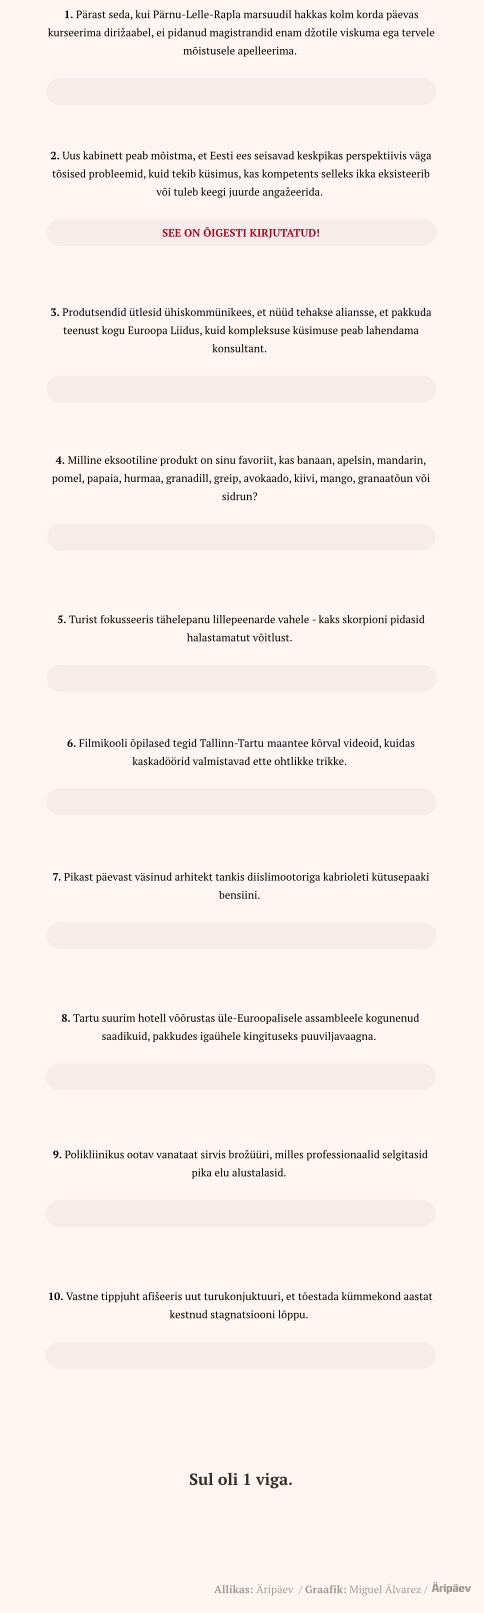 1. Pärast seda, kui Pärnu-Lelle-Rapla marsuudil hakkas kolm korda päevas
kurseerima dirižaabel, ei pidanud magistrandid enam džotile viskuma ega tervele
mõistusele apelleerima.
2. Uus kabinett peab mõistma, et Eesti ees seisavad keskpikas perspektiivis väga
tõsised probleemid, kuid tekib küsimus, kas kompetents selleks ikka eksisteerib
või tuleb keegi juurde angažeerida.
SEE ON ÕIGESTI KIRJUTATUD!
3. Produtsendid ütlesid ühiskommünikees, et nüüd tehakse alianss, et pakkuda
teenust kogu Euroopa Liidus, kuid kompleksuse küsimuse peab lahendama
konsultant.
4. Milline eksootiline produkt on sinu favoriit, kas banaan, apelsin, mandarin,
pomel, papaia, hurmaa, granadill, greip, avokaado, kiivi, mango, granaatõun või
sidrun?
5. Turist fokusseeris tähelepanu lillepeenarde vahele - kaks skorpioni pidasid
halastamatut võitlust.
6. Filmikooli õpilased tegid Tallinn-Tartu maantee kõrval videoid, kuidas
kaskadöörid valmistavad ette ohtlikke trikke.
7. Pikast päevast väsinud arhitekt tankis diislimootoriga kabrioleti kütusepaaki
bensiini.
8. Tartu suurim hotell võõrustas üle-Euroopalisele assambleele kogunenud
saadikuid, pakkudes igaühele kingituseks puuviljavaagna.
9. Polikliinikus ootav vanataat sirvis brožüüri, milles professionaalid selgitasid
pika elu alustalasid.
10. Vastne tippjuht afišeeris uut turukonjuktuuri, et tõestada kümmekond aastat
kestnud stagnatsiooni lõppu.
Sul oli 1 viga.
Allikas: Äripäev / Graafik: Miguel Álvarez / Äripäev